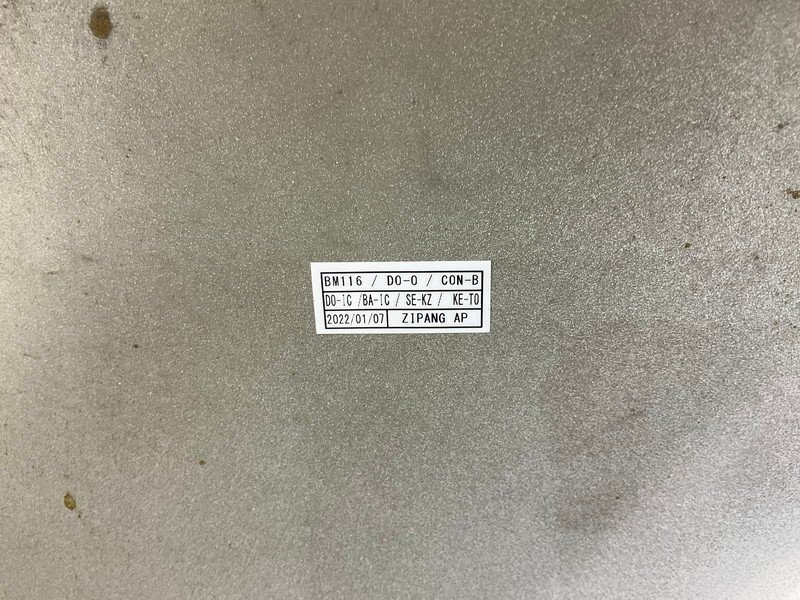 BM116 / DO-O / CON-B
DO-IC /BA-IC / SE-KZ / KE-TO
2022/01/07 ZIPANG AP